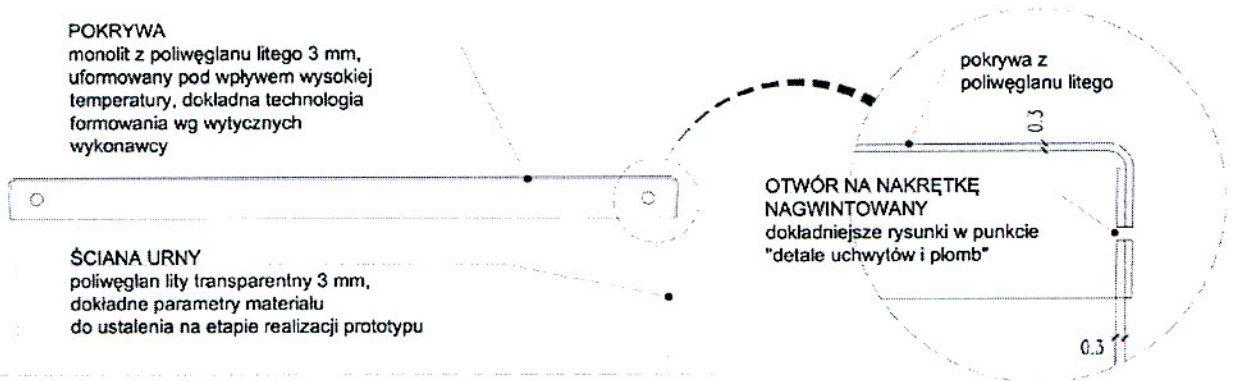 POKRYWA
monolit z poliwęglanu litego 3 mm,
uformowany pod wpływem wysokiej
temperatury, dokładna technologia
formowania wg wytycznych
wykonawcy
ŚCIANA URNY
poliwęglan lity transparentny 3 mm,
dokładne parametry materiału
do ustalenia na etapie realizacji prototypu
pokrywa z
poliwęglanu litego
0.3
OTWÓR NA NAKRĘTKĘ
NAGWINTOWANY
dokładniejsze rysunki w punkcie
"detale uchwytów i plomb"
0.3